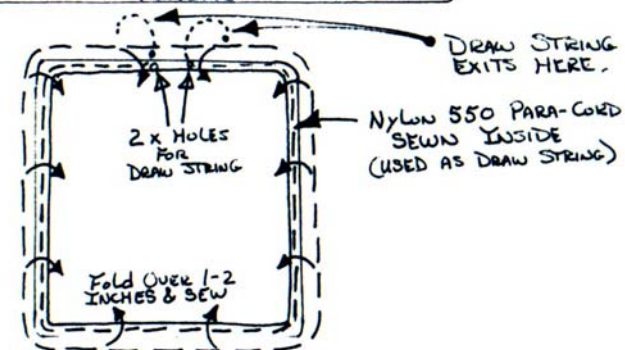 DRAW STRING
EXITS HERE.
NYLON 550 PARA-CORD
SEWN INSIDE
(USED AS DRAW STRING)
2 x HOLES
FOR
DRAW STRING
FOLD OVER 1-2
INCHES & SEW